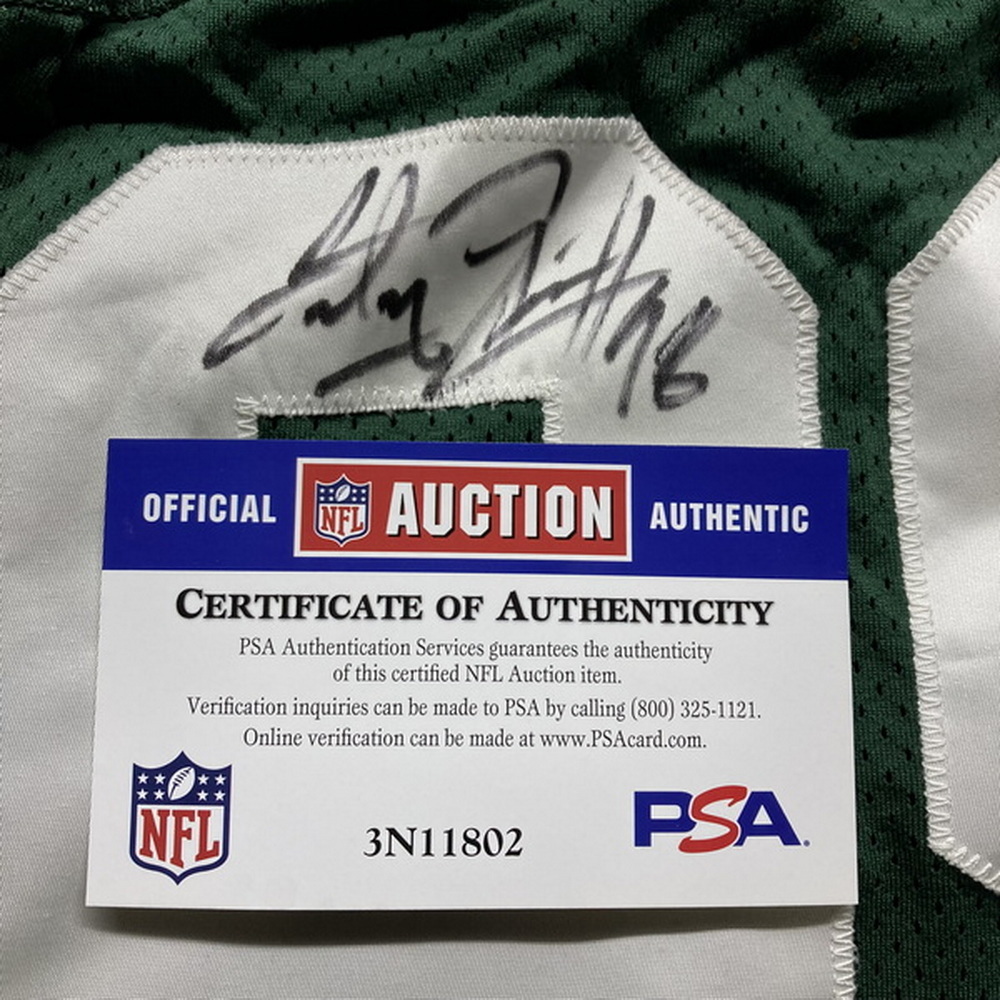 96
OFFICIAL NFL AUCTION AUTHENTIC
CERTIFICATE OF AUTHENTICITY
PSA Authentication Services guarantees the authenticity
of this certified NFL Auction item.
Verification inquiries can be made to PSA by calling (800) 325-1121.
Online verification can be made at www.PSAcard.com.
NFL 3N11802 PSA